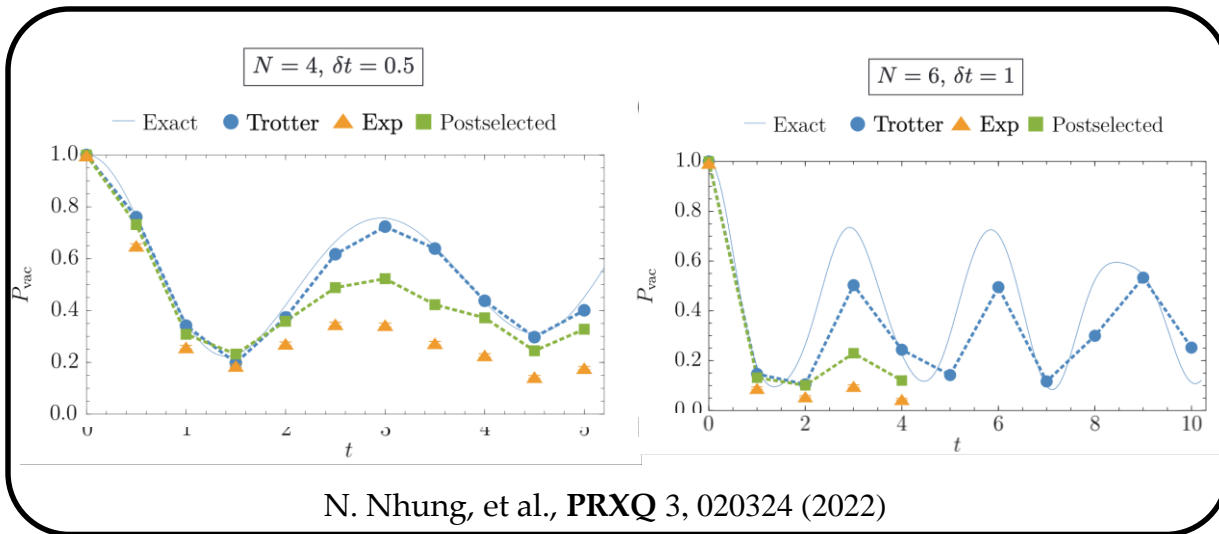 N = 4, δt = 0.5
Exact Trotter Exp Postselected
1.0
0.8
0.6
0.4
0.2
0.0
P_vac
0 1 2 3 4 5
t
N = 6, δt = 1
Exact Trotter Exp Postselected
1.0
0.8
0.6
0.4
0.2
0.0
P_vac
0 2 4 6 8 10
t
N. Nhung, et al., PRXQ 3, 020324 (2022)